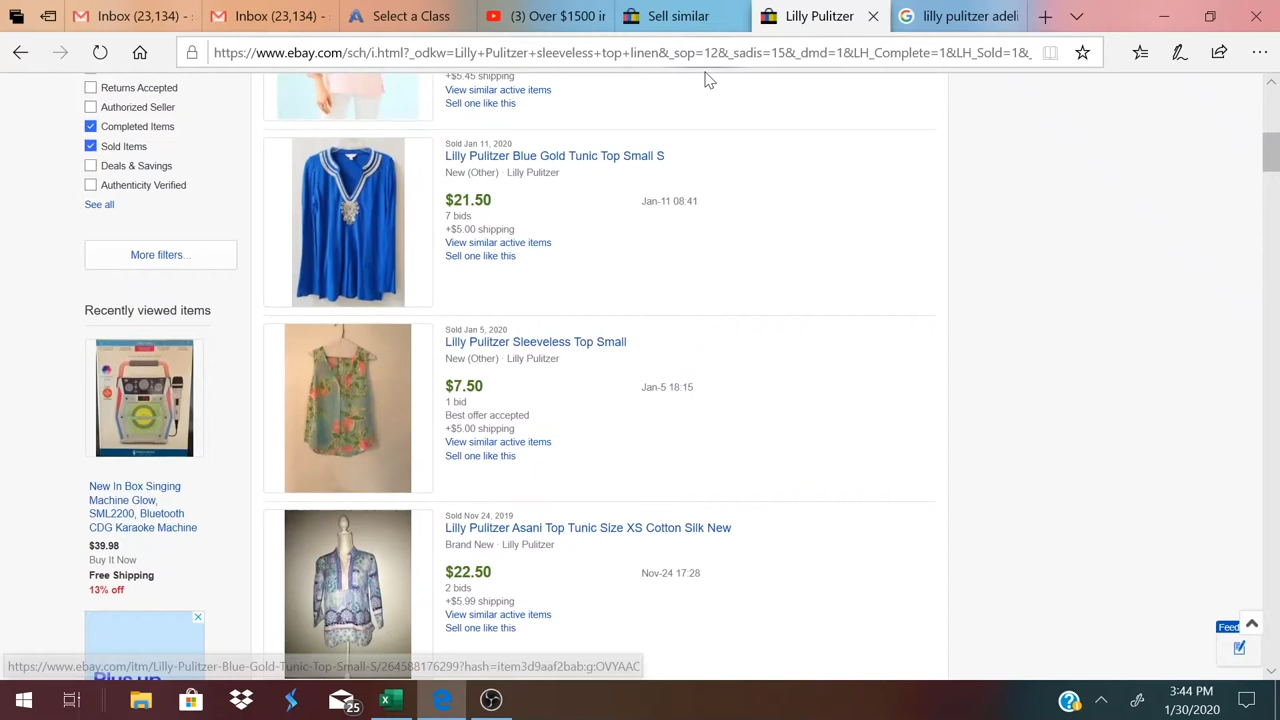 Inbox (23,134) -
Inbox (23,134) -
Select a Class
(3) Over $1500 in
Sell similar
Lilly Pulitzer
lilly pulitzer adeli
https://www.ebay.com/sch/i.html?_odkw=Lilly+Pulitzer+sleeveless+top+linen&_sop=12&_sadis=15&_dmd=1&LH_Complete=1&LH_Sold=1&_
Returns Accepted
Authorized Seller
Completed Items
Sold Items
Deals & Savings
Authenticity Verified
See all
More filters...
Recently viewed items
New In Box Singing
Machine Glow,
SML2200, Bluetooth
CDG Karaoke Machine
$39.98
Buy It Now
Free Shipping
13% off
+$5.45 shipping
View similar active items
Sell one like this
Sold Jan 11, 2020
Lilly Pulitzer Blue Gold Tunic Top Small S
New (Other) · Lilly Pulitzer
$21.50
Jan-11 08:41
7 bids
+$5.00 shipping
View similar active items
Sell one like this
Sold Jan 5, 2020
Lilly Pulitzer Sleeveless Top Small
New (Other) · Lilly Pulitzer
$7.50
Jan-5 18:15
1 bid
Best offer accepted
+$5.00 shipping
View similar active items
Sell one like this
Sold Nov 24, 2019
Lilly Pulitzer Asani Top Tunic Size XS Cotton Silk New
Brand New · Lilly Pulitzer
$22.50
Nov-24 17:28
2 bids
+$5.99 shipping
View similar active items
Sell one like this
Feed
https://www.ebay.com/itm/Lilly-Pulitzer-Blue-Gold-Tunic-Top-Small-S/264588176299?hash=item3d9aaf2bab:g:OVYAAC
25
3:44 PM
1/30/2020